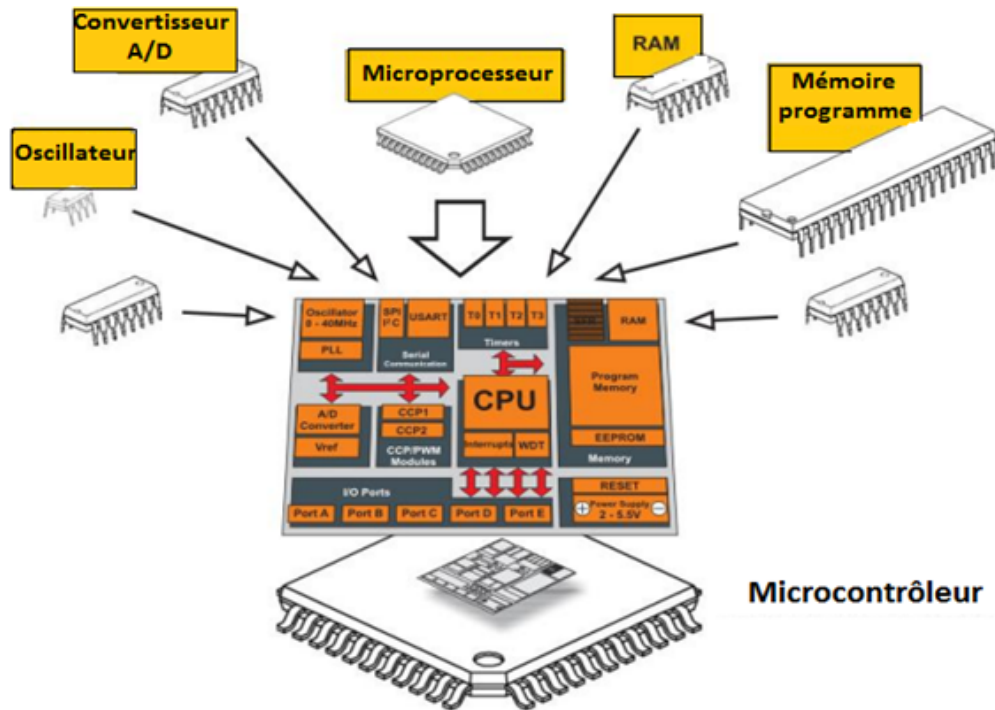 Convertisseur
A/D
Microprocesseur
RAM
Mémoire
programme
Oscillateur
Oscillator
0 - 40MHz
PLL
SPI
I²C
USART
Serial
Communication
T0
T1
T2
T3
Timers
RAM
Program
Memory
EEPROM
Memory
A/D
Converter
Vref
CCP1
CCP2
CCP/PWM
Modules
CPU
Interrupts
WDT
I/O Ports
Port A
Port B
Port C
Port D
Port E
RESET
Power Supply
2 - 5.5V
Microcontrôleur